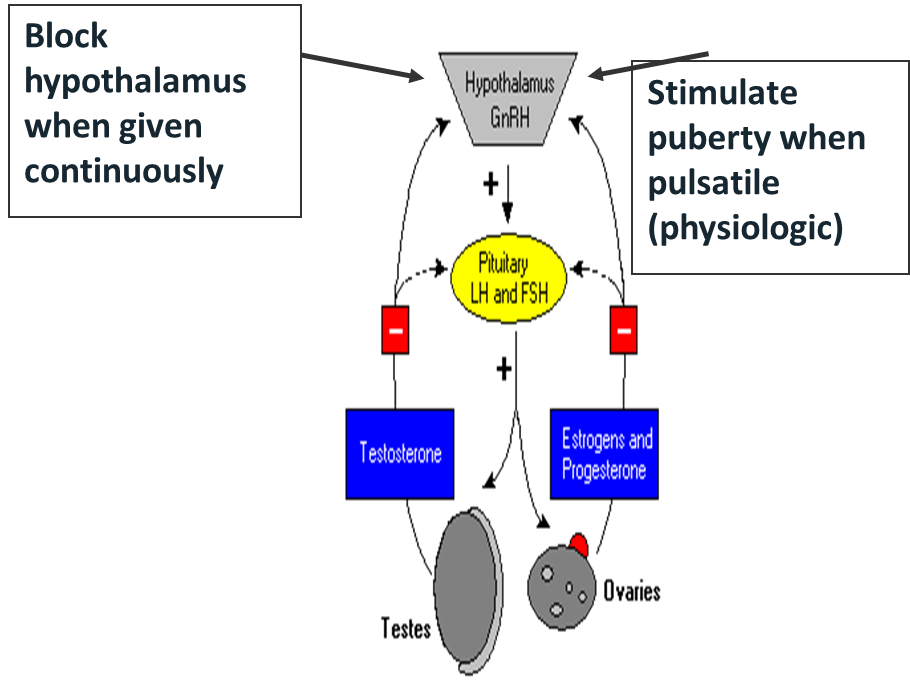 Block
hypothalamus
when given
continuously
Stimulate
puberty when
pulsatile
(physiologic)
Hypothalamus
GnRH
+
Pituitary
LH and FSH
−
−
+
Testosterone
Estrogens and
Progesterone
Testes
Ovaries